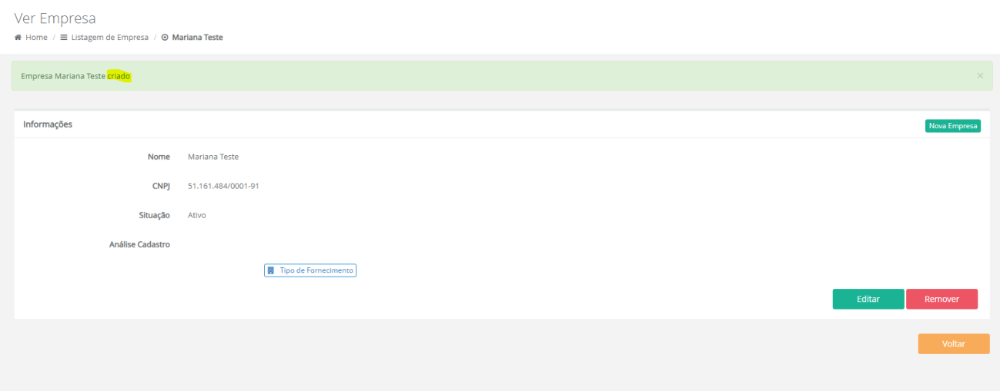 Ver Empresa
Home / Listagem de Empresa / Mariana Teste
Empresa Mariana Teste criado
×
Informações
Nova Empresa
Nome Mariana Teste
CNPJ 51.161.484/0001-91
Situação Ativo
Análise Cadastro
Tipo de Fornecimento
Editar Remover
Voltar